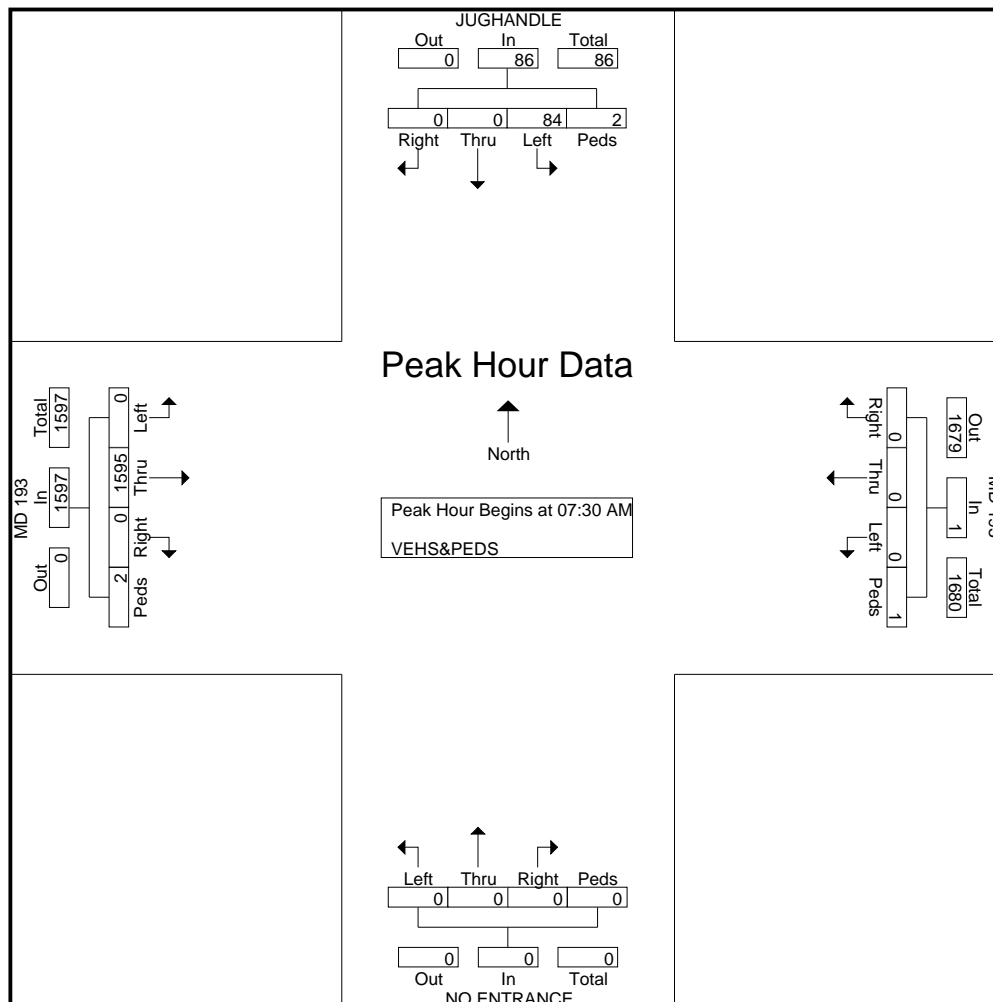 JUGHANDLE
Out In Total
0 86 86
0 0 84 2
Right Thru Left Peds
Peak Hour Data
North
Peak Hour Begins at 07:30 AM
VEHS&PEDS
MD 193
Total In Out
1597 1597 0
0 1595 0 2
Left Thru Right Peds
Out In Total
1679 1 1680
0 0 0 1
Right Thru Left Peds
Left Thru Right Peds
0 0 0 0
0 0 0
Out In Total
NO ENTRANCE